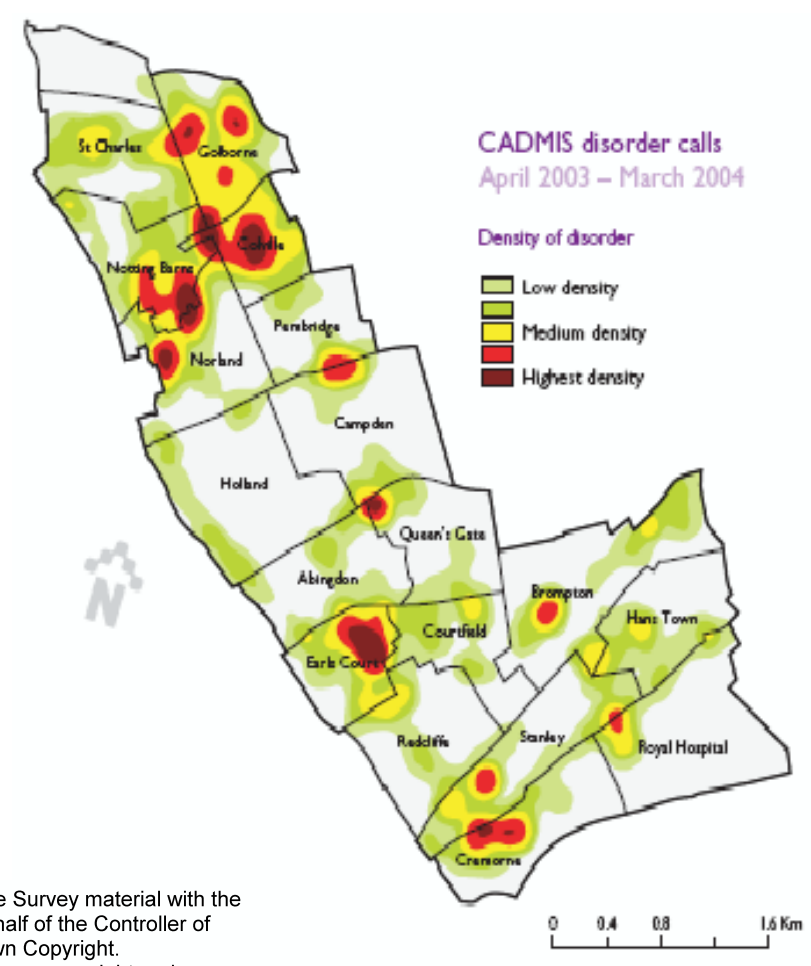 CADMIS disorder calls
April 2003 – March 2004
Density of disorder
Low density
Medium density
Highest density
St Charles
Golborne
Colville
Notting Barns
Pembridge
Norland
Campden
Holland
Queen's Gate
Abingdon
Brompton
Hans Town
Courtfield
Earls Court
Redcliffe
Stanley
Royal Hospital
Cremorne
N
e Survey material with the
half of the Controller of
wn Copyright.
0 0.4 0.8 1.6 Km